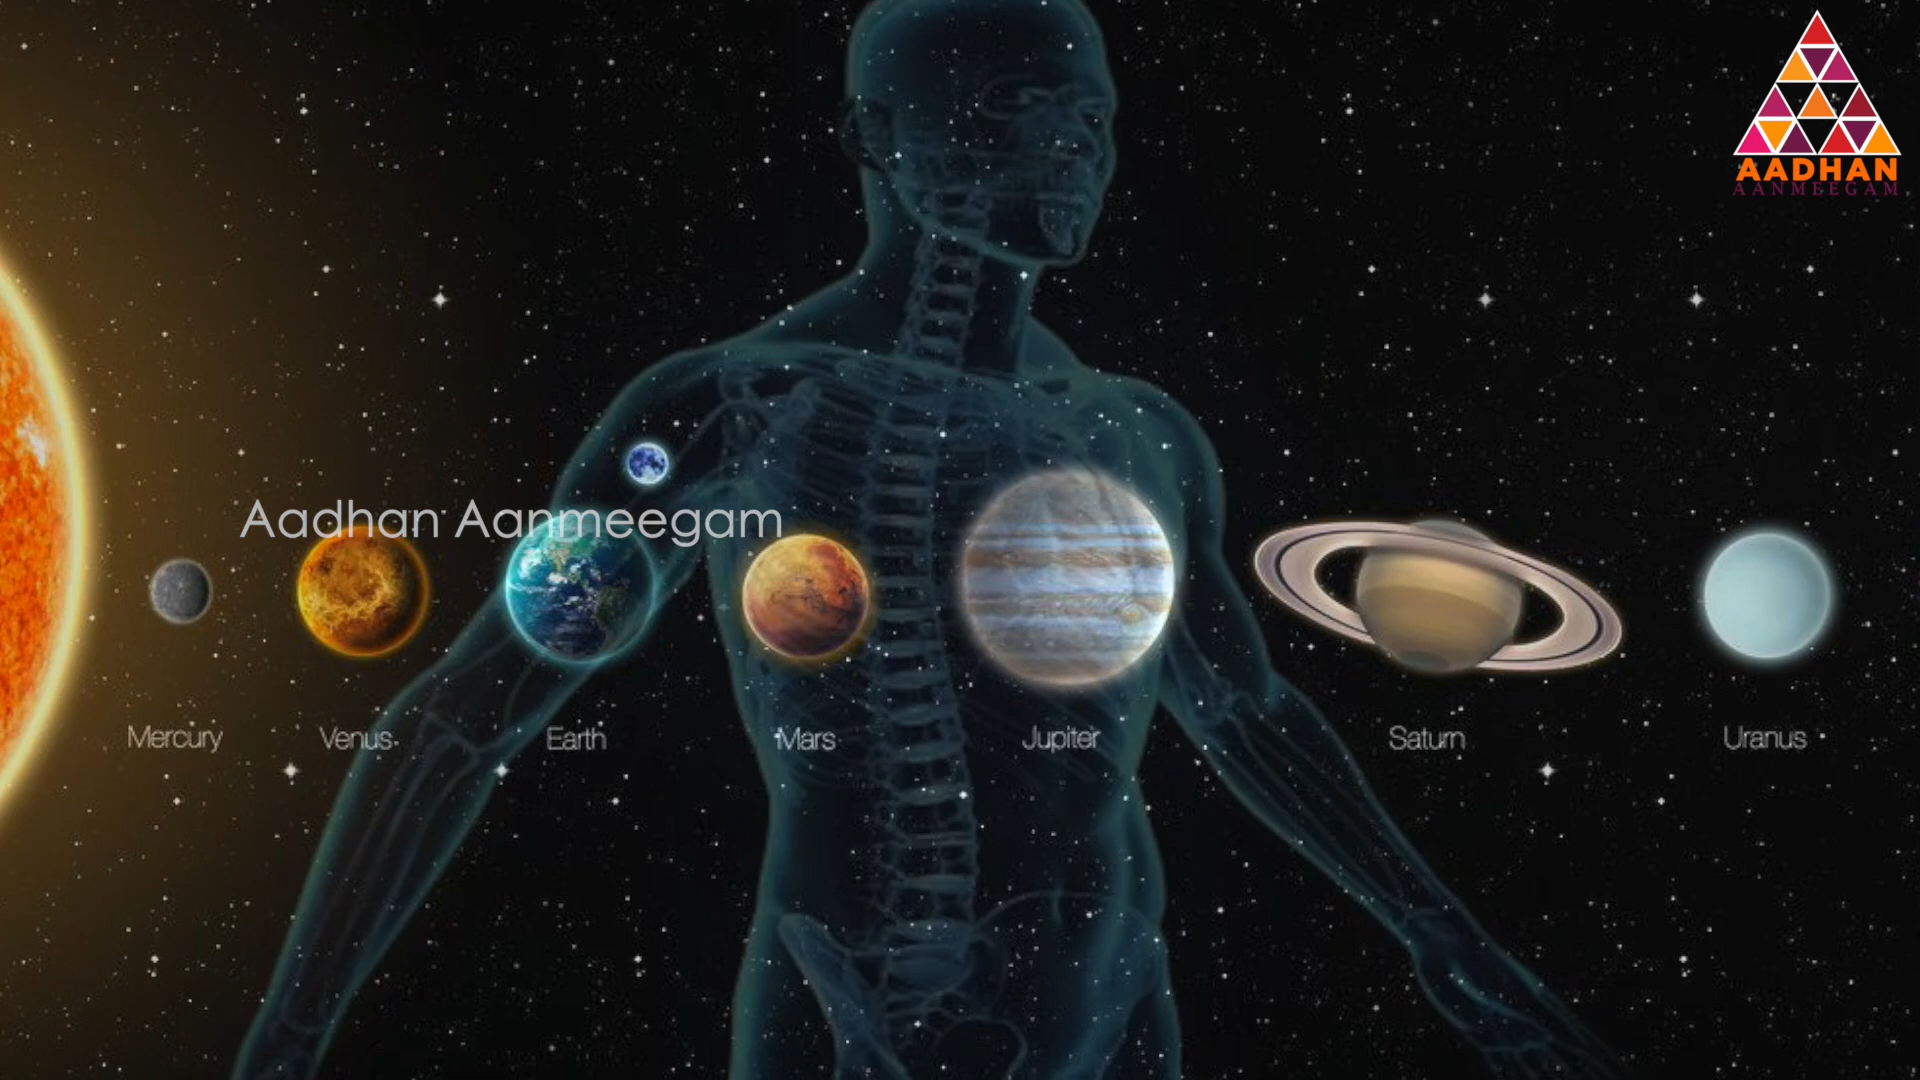 AADHAN
AANMEEGAM
Aadhan Aanmeegam
Mercury
Venus
Earth
Mars
Jupiter
Saturn
Uranus